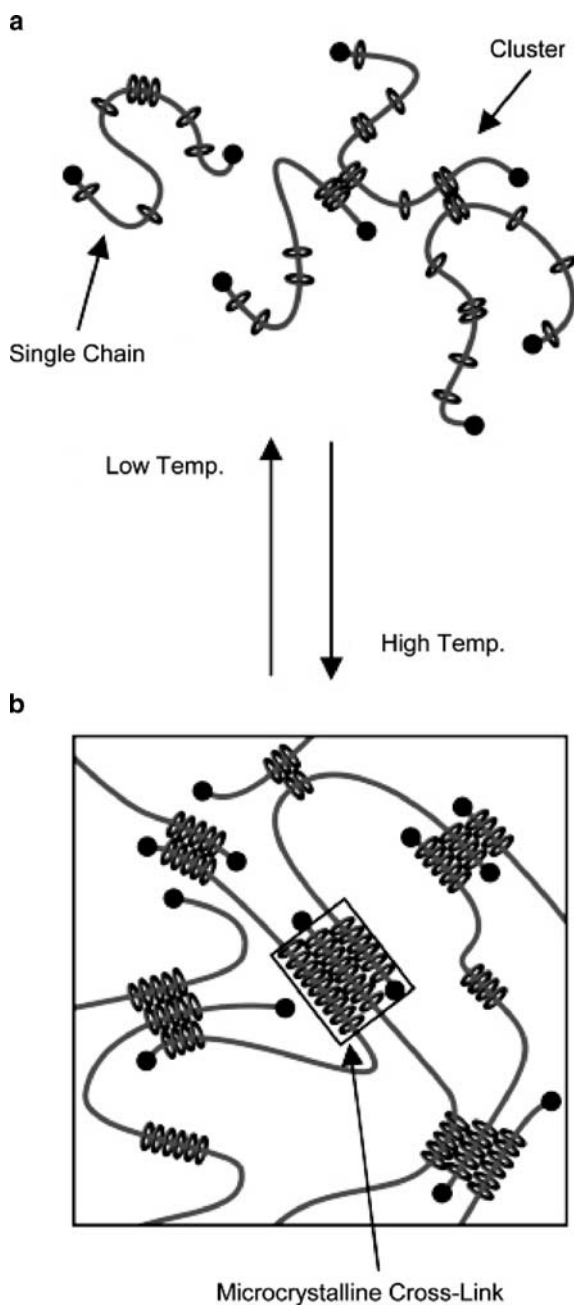 a
Cluster
Single Chain
Low Temp.
High Temp.
b
Microcrystalline Cross-Link